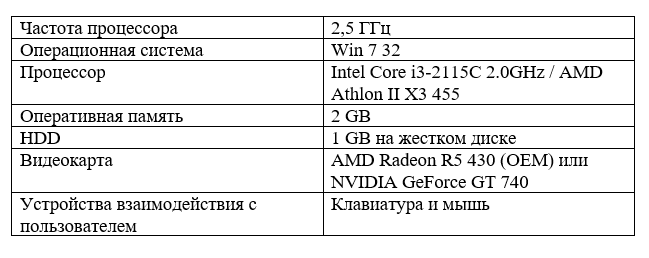 Частота процессора 2,5 ГГц
Операционная система Win 7 32
Процессор Intel Core i3-2115C 2.0GHz / AMD
Athlon II X3 455
Оперативная память 2 GB
HDD 1 GB на жестком диске
Видеокарта AMD Radeon R5 430 (OEM) или
NVIDIA GeForce GT 740
Устройства взаимодействия с Клавиатура и мышь
пользователем